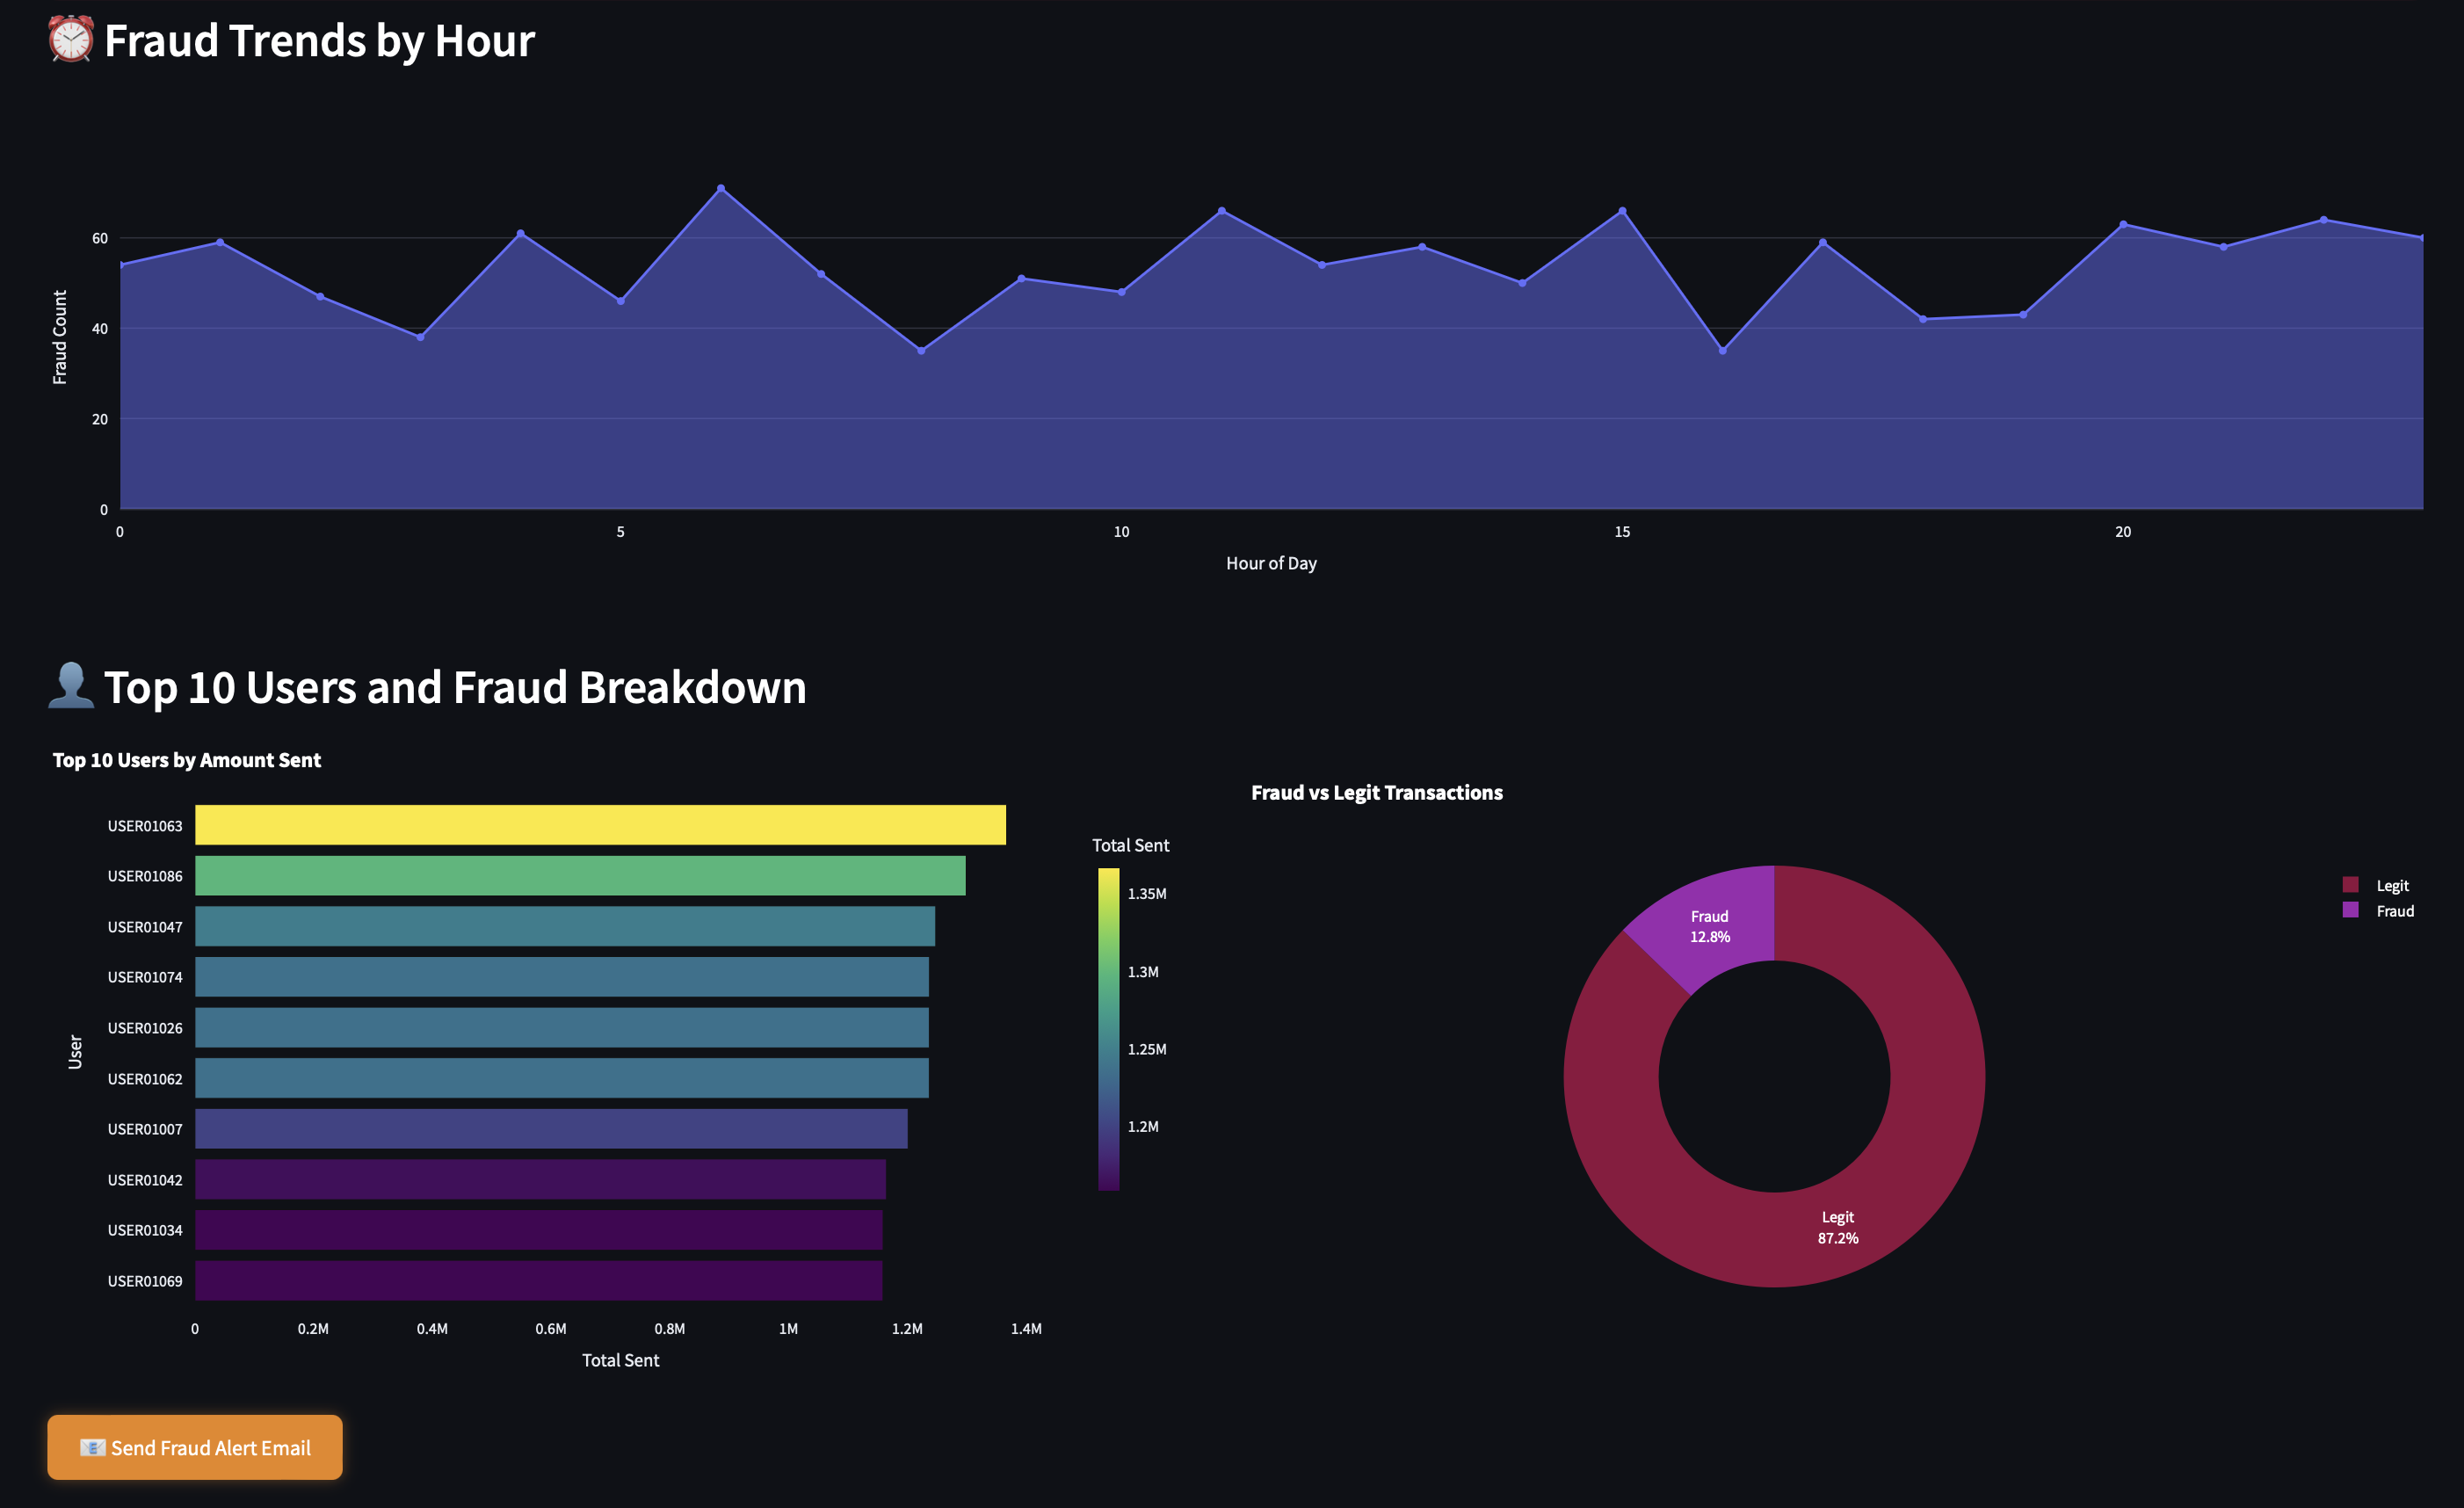 Fraud Trends by Hour
Fraud Count
60
40
20
0
0 5 10 15 20
Hour of Day
Top 10 Users and Fraud Breakdown
Top 10 Users by Amount Sent
User
USER01063
USER01086
USER01047
USER01074
USER01026
USER01062
USER01007
USER01042
USER01034
USER01069
0 0.2M 0.4M 0.6M 0.8M 1M 1.2M 1.4M
Total Sent
Total Sent
1.35M
1.3M
1.25M
1.2M
Fraud vs Legit Transactions
Fraud
12.8%
Legit
87.2%
Legit
Fraud
Send Fraud Alert Email